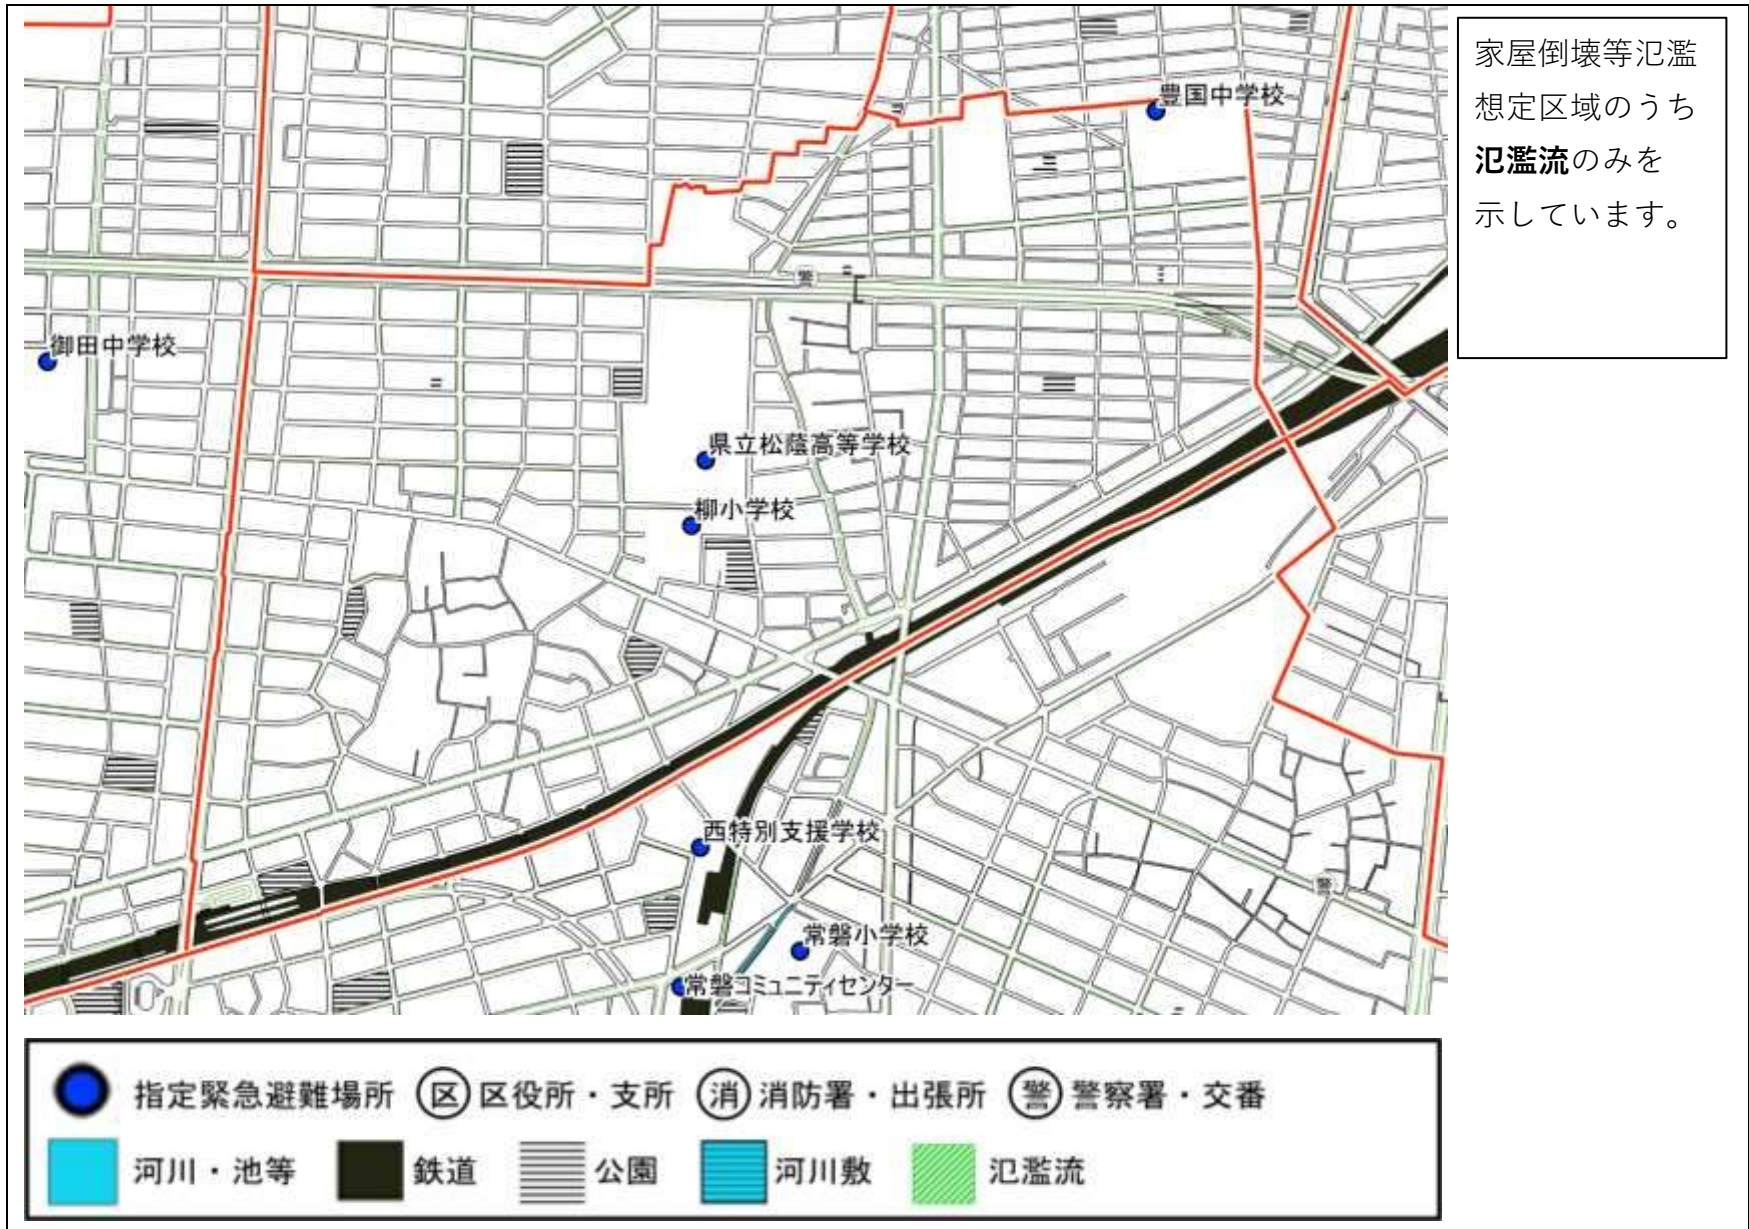 家屋倒壊等氾濫
想定区域のうち
氾濫流のみを
示しています。
豊国中学校
警
御田中学校
県立松蔭高等学校
柳小学校
西特別支援学校
警
常磐小学校
常磐コミュニティセンター
指定緊急避難場所 区 区役所・支所 消 消防署・出張所 警 警察署・交番
河川・池等 鉄道 公園 河川敷 氾濫流